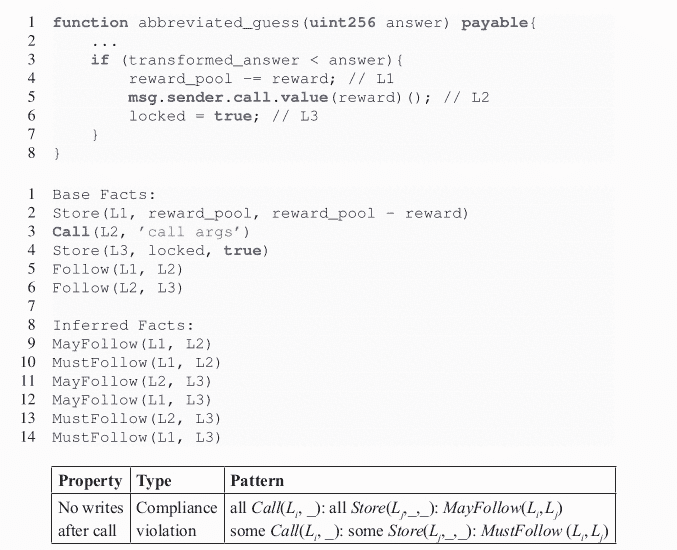 1 function abbreviated_guess(uint256 answer) payable{
2 ...
3 if (transformed_answer < answer){
4 reward_pool -= reward; // L1
5 msg.sender.call.value(reward)(); // L2
6 locked = true; // L3
7 }
8 }
1 Base Facts:
2 Store(L1, reward_pool, reward_pool - reward)
3 Call(L2, 'call args')
4 Store(L3, locked, true)
5 Follow(L1, L2)
6 Follow(L2, L3)
7
8 Inferred Facts:
9 MayFollow(L1, L2)
10 MustFollow(L1, L2)
11 MayFollow(L2, L3)
12 MayFollow(L1, L3)
13 MustFollow(L2, L3)
14 MustFollow(L1, L3)
Property Type Pattern
No writes Compliance all Call(Li, _): all Store(Lj,_,_): MayFollow(Li,Lj)
after call violation some Call(Li, _): some Store(Lj,_,_): MustFollow (Li,Lj)